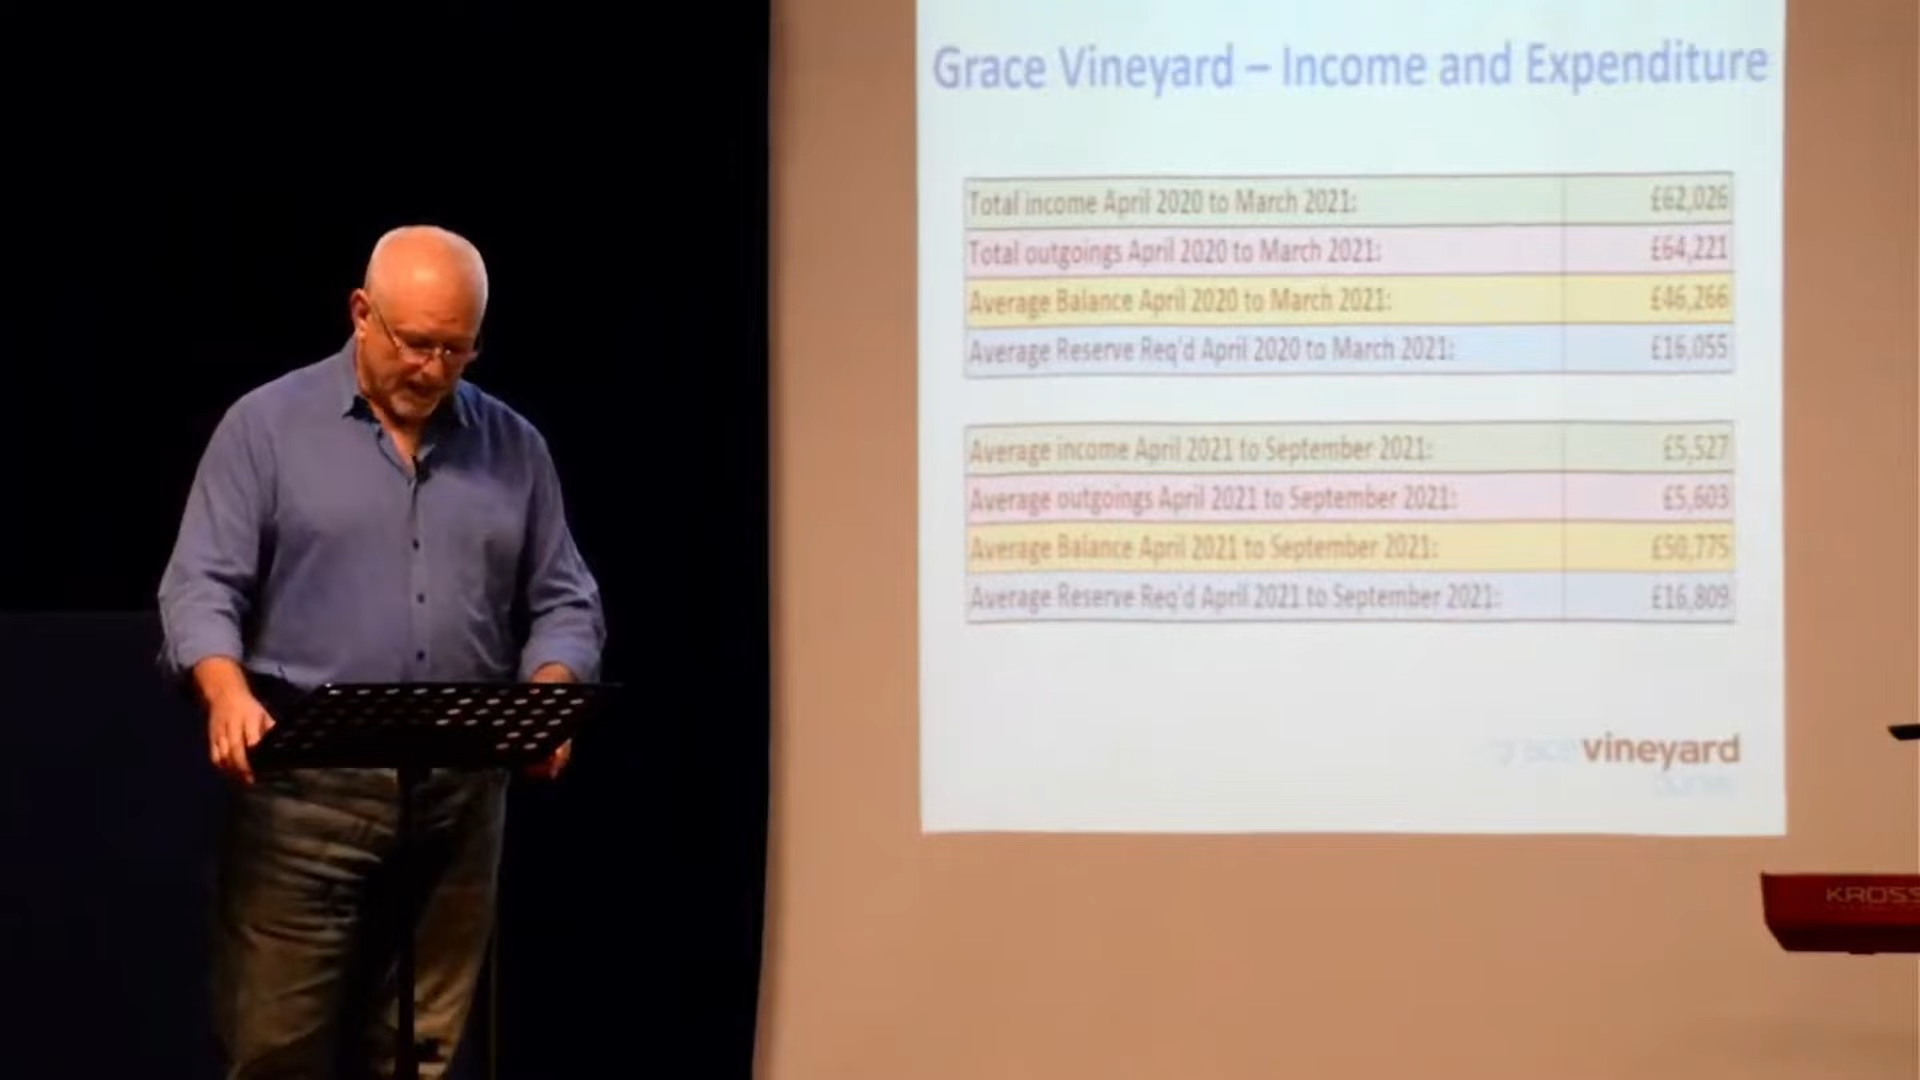 Grace Vineyard – Income and Expenditure
Total income April 2020 to March 2021: £62,026
Total outgoings April 2020 to March 2021: £64,221
Average Balance April 2020 to March 2021: £46,266
Average Reserve Req'd April 2020 to March 2021: £16,055
Average income April 2021 to September 2021: £5,527
Average outgoings April 2021 to September 2021: £5,603
Average Balance April 2021 to September 2021: £50,775
Average Reserve Req'd April 2021 to September 2021: £16,809
vineyard
KROSS